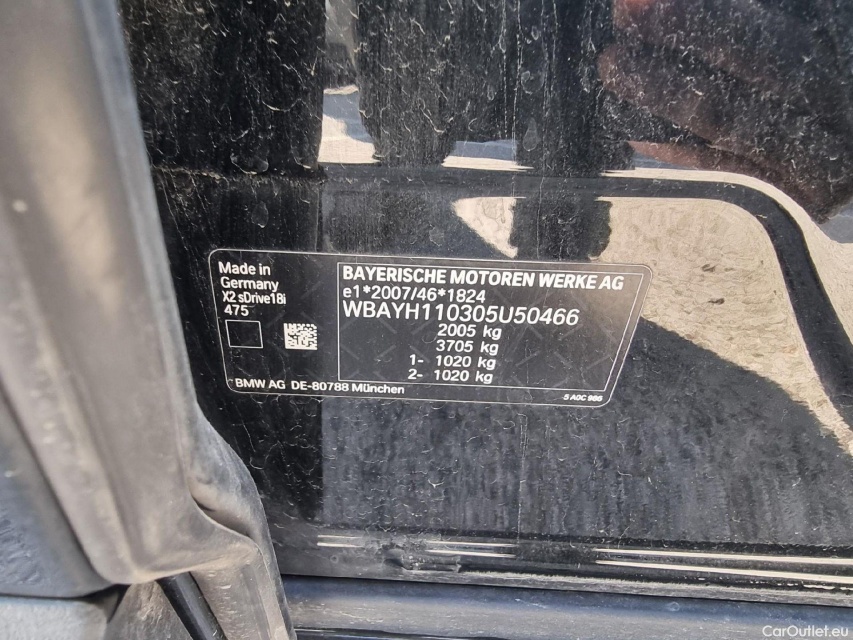 Made in
Germany
X2 sDrive18i
475
BMW AG DE-80788 München
BAYERISCHE MOTOREN WERKE AG
e1*2007/46*1824
WBAYH110305U50466
2005 kg
3705 kg
1- 1020 kg
2- 1020 kg
5 A0C 986
CarOutlet.eu